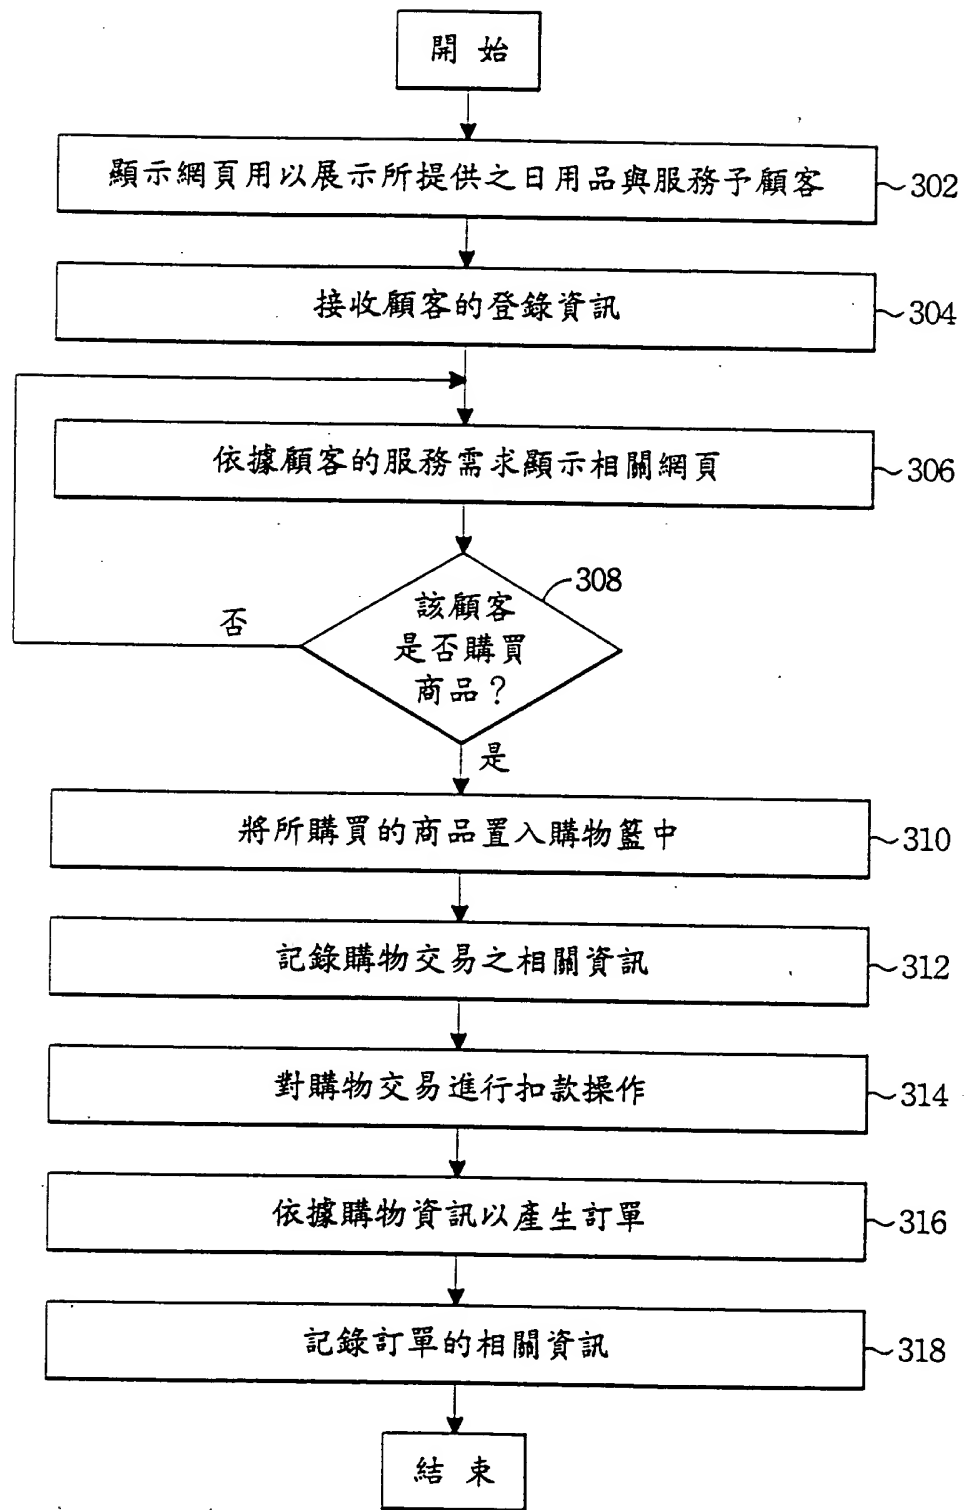 開 始
顯示網頁用以展示所提供之日用品與服務予顧客
302
接收顧客的登錄資訊
304
依據顧客的服務需求顯示相關網頁
306
308
該顧客
是否購買
商品？
否
是
將所購買的商品置入購物籃中
310
記錄購物交易之相關資訊
312
對購物交易進行扣款操作
314
依據購物資訊以產生訂單
316
記錄訂單的相關資訊
318
結 束